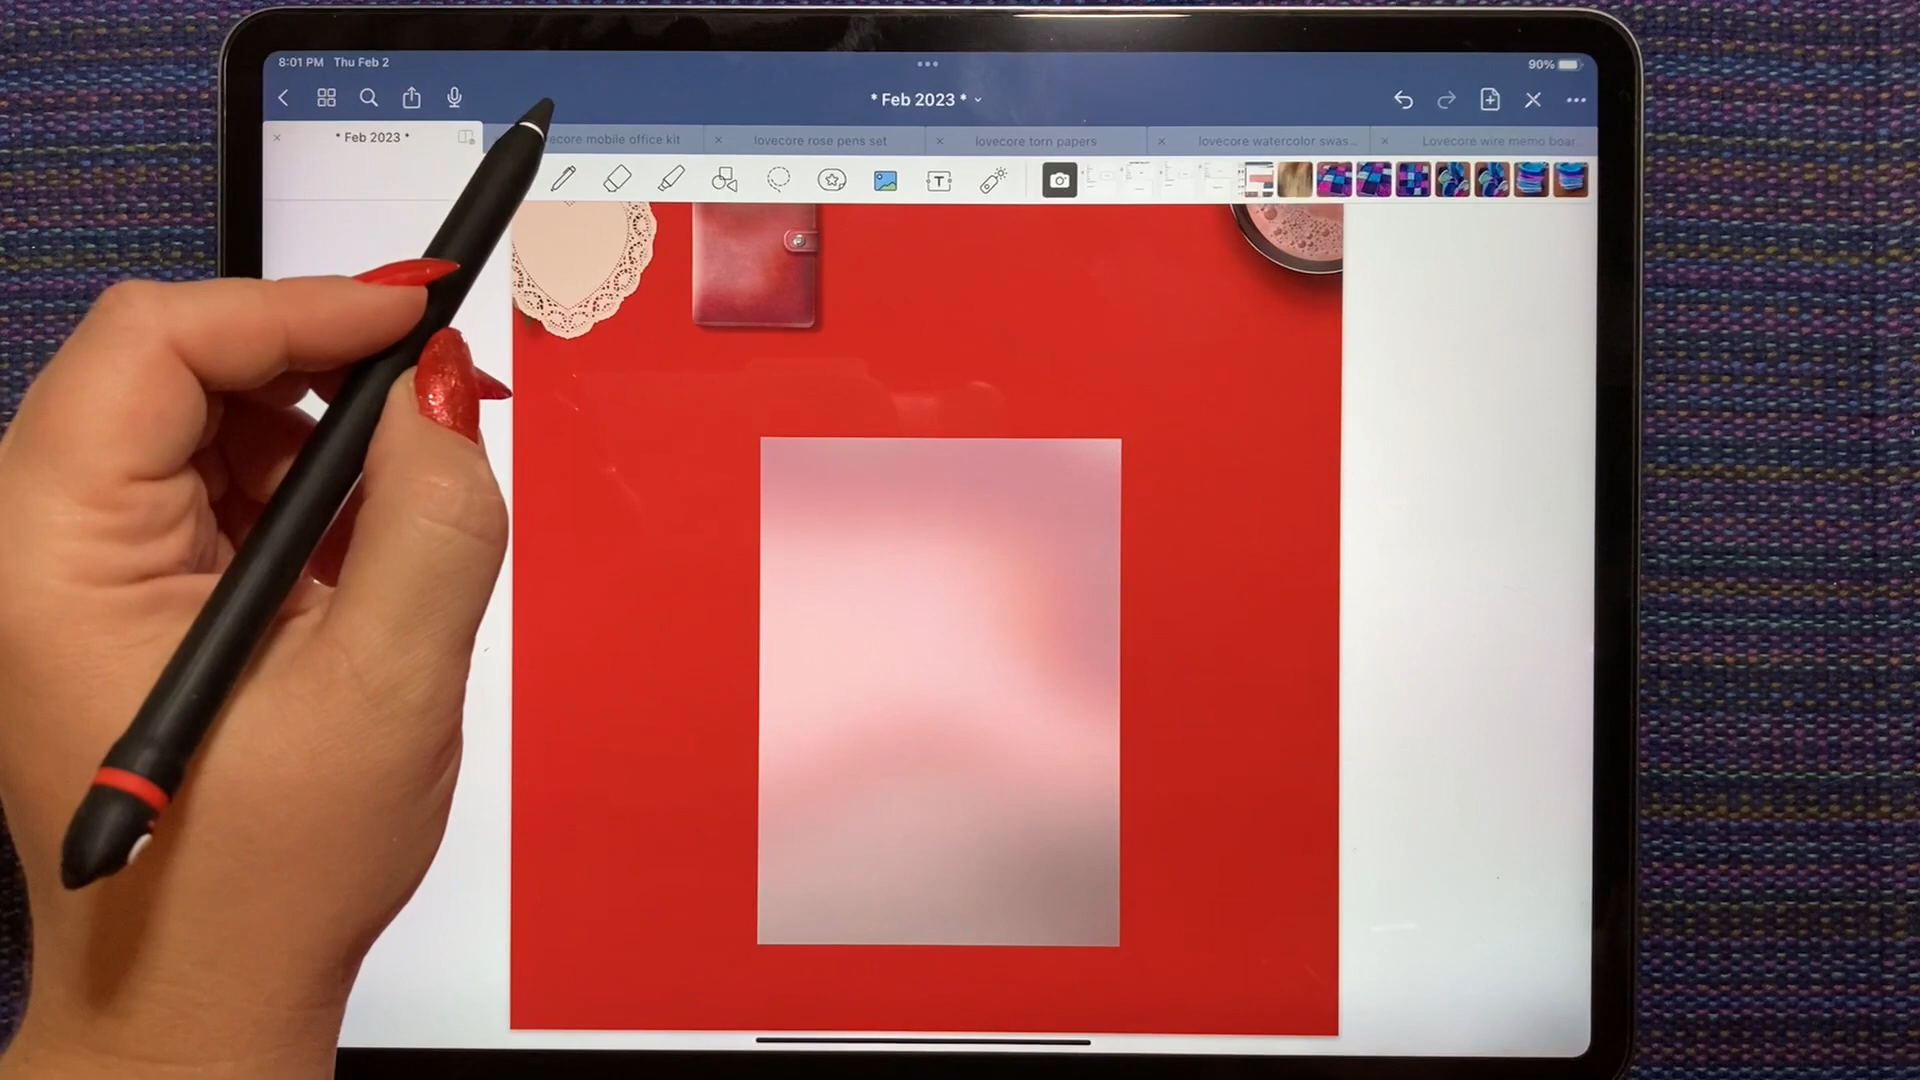 8:01 PM Thu Feb 2
90%
* Feb 2023 *
* Feb 2023 *
mobile office kit
lovecore rose pens set
lovecore torn papers
lovecore watercolor swas...
Lovecore wire memo boar...
T